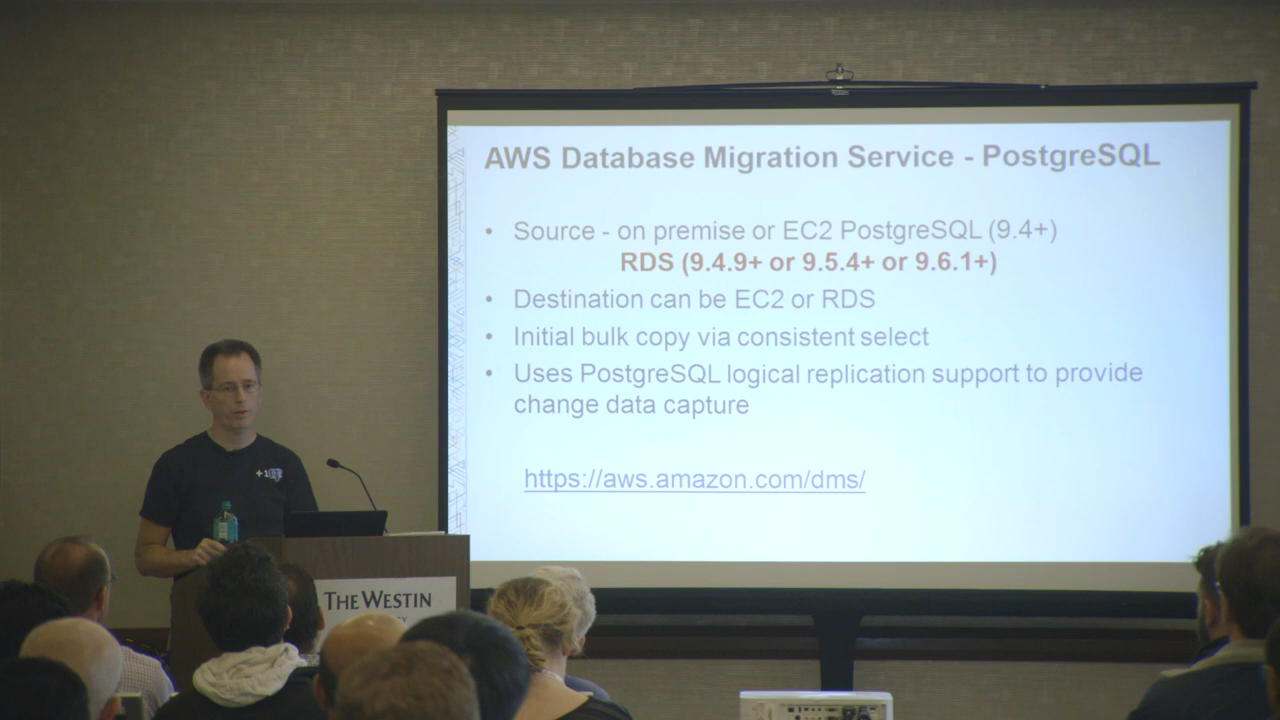 AWS Database Migration Service - PostgreSQL
• Source - on premise or EC2 PostgreSQL (9.4+)
RDS (9.4.9+ or 9.5.4+ or 9.6.1+)
• Destination can be EC2 or RDS
• Initial bulk copy via consistent select
• Uses PostgreSQL logical replication support to provide
change data capture
https://aws.amazon.com/dms/
+1
THE WESTIN